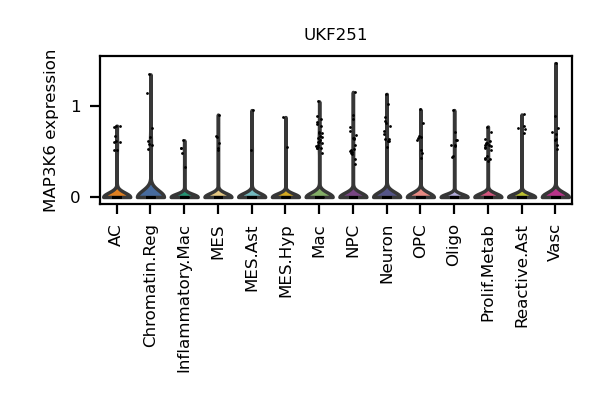 UKF251
MAP3K6 expression
1
0
AC
Chromatin.Reg
Inflammatory.Mac
MES
MES.Ast
MES.Hyp
Mac
NPC
Neuron
OPC
Oligo
Prolif.Metab
Reactive.Ast
Vasc